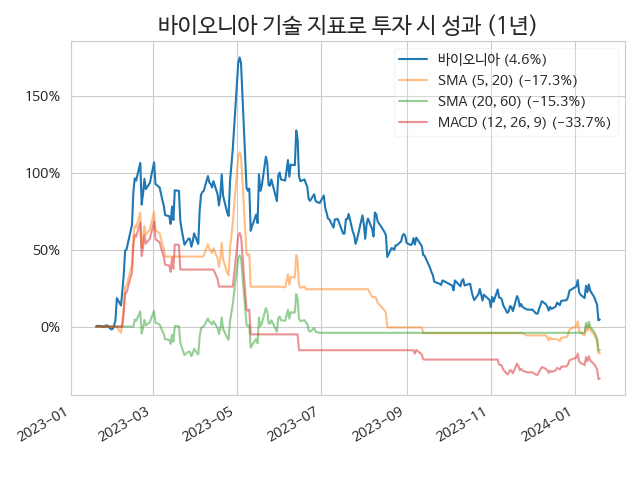 바이오니아 기술 지표로 투자 시 성과 (1년)
바이오니아 (4.6%)
SMA (5, 20) (-17.3%)
SMA (20, 60) (-15.3%)
MACD (12, 26, 9) (-33.7%)
150%
100%
50%
0%
2023-01
2023-03
2023-05
2023-07
2023-09
2023-11
2024-01